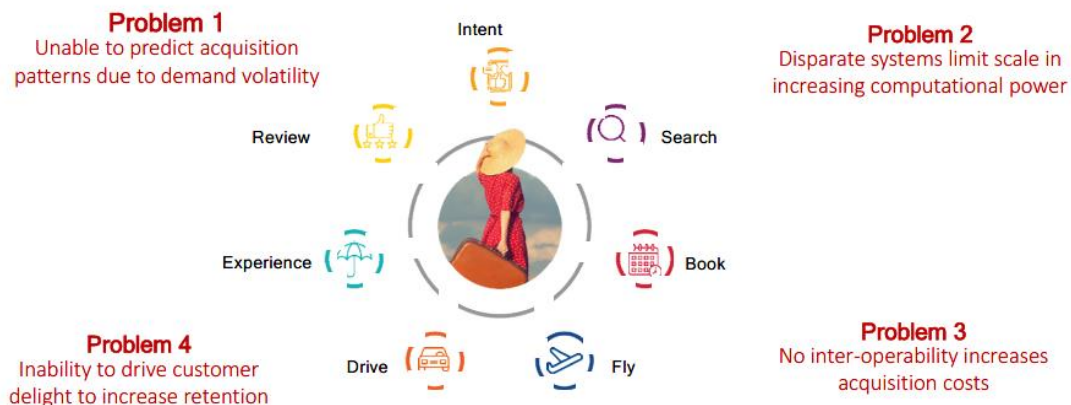 Problem 1
Unable to predict acquisition
patterns due to demand volatility
Intent
Problem 2
Disparate systems limit scale in
increasing computational power
Review
Search
Experience
Book
Problem 4
Inability to drive customer
delight to increase retention
Drive
Fly
Problem 3
No inter-operability increases
acquisition costs